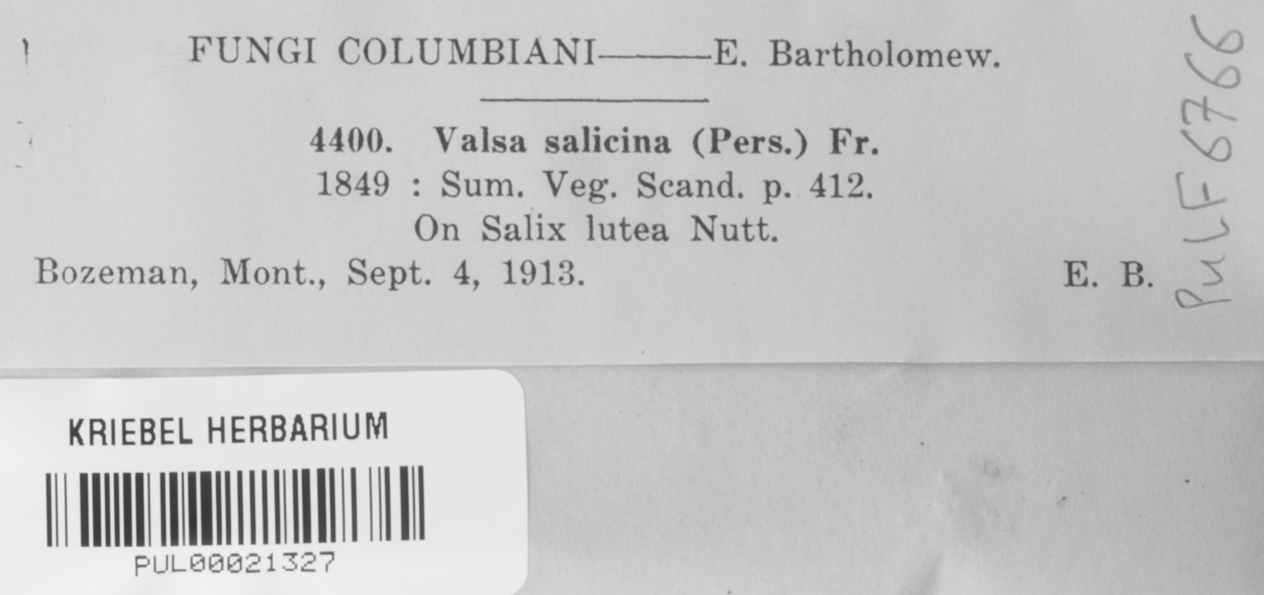 FUNGI COLUMBIANI———E. Bartholomew.
4400. Valsa salicina (Pers.) Fr.
1849 : Sum. Veg. Scand. p. 412.
On Salix lutea Nutt.
Bozeman, Mont., Sept. 4, 1913. E. B.
PULF6766
KRIEBEL HERBARIUM
PUL00021327